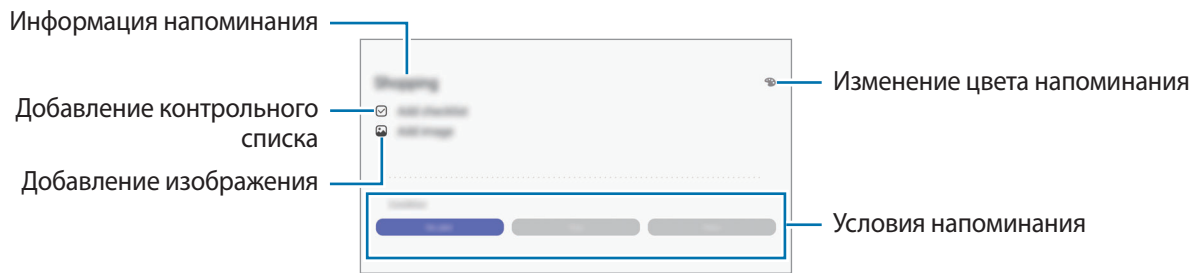 Информация напоминания
Shopping
Изменение цвета напоминания
Добавление контрольного
списка
Add checklist
Add image
Добавление изображения
Условия напоминания